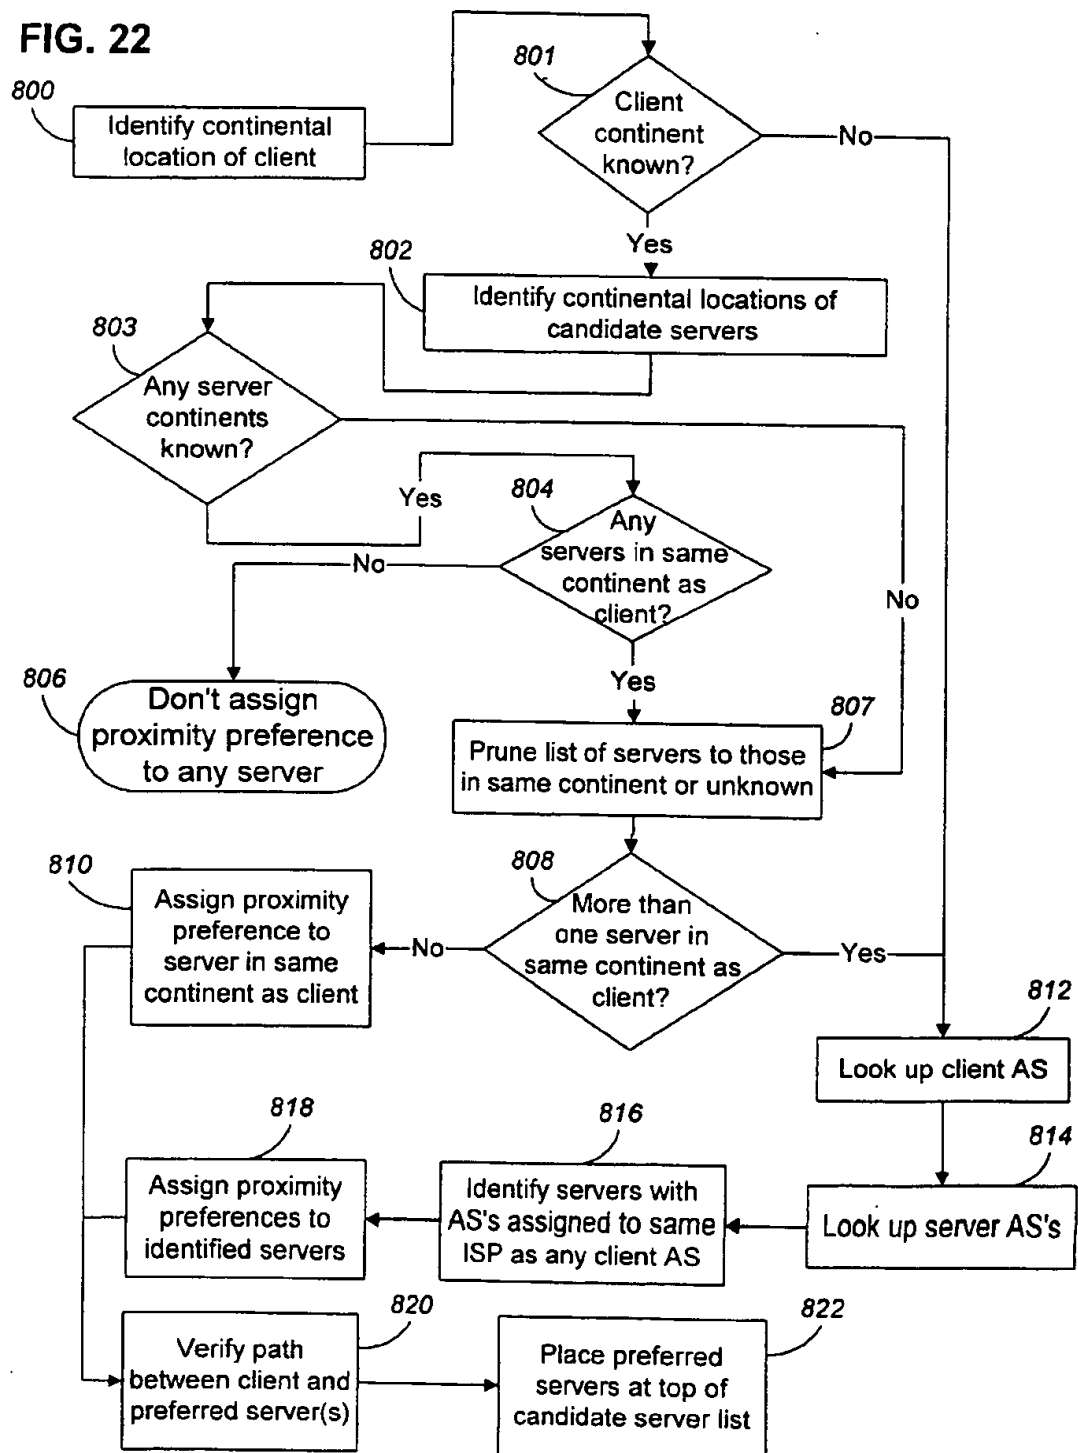 FIG. 22
800
Identify continental
location of client
801
Client
continent
known?
No
Yes
802
Identify continental locations of
candidate servers
803
Any server
continents
known?
Yes
804
Any
servers in same
continent as
client?
No
No
Yes
806
Don't assign
proximity preference
to any server
807
Prune list of servers to those
in same continent or unknown
808
More than
one server in
same continent as
client?
No
Yes
810
Assign proximity
preference to
server in same
continent as client
812
Look up client AS
814
Look up server AS's
816
Identify servers with
AS's assigned to same
ISP as any client AS
818
Assign proximity
preferences to
identified servers
820
Verify path
between client and
preferred server(s)
822
Place preferred
servers at top of
candidate server list